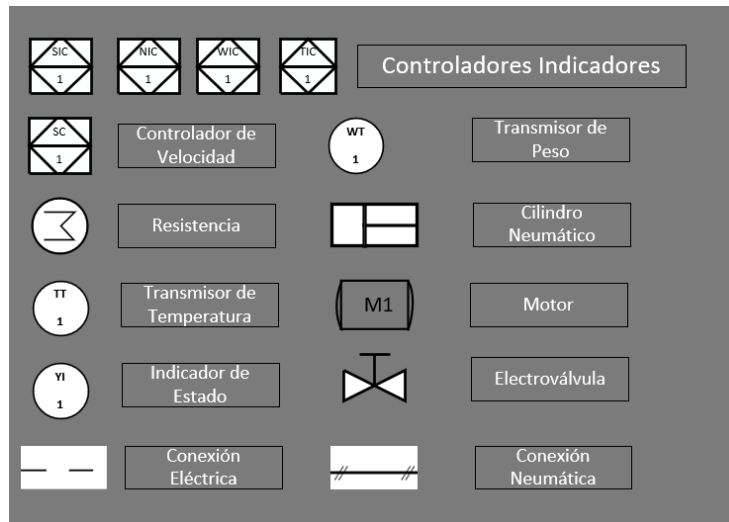 SIC
1
NIC
1
WIC
1
TIC
1
Controladores Indicadores
SC
1
Controlador de
Velocidad
WT
1
Transmisor de
Peso
Resistencia
Cilindro
Neumático
TT
1
Transmisor de
Temperatura
M1
Motor
YI
1
Indicador de
Estado
Electroválvula
Conexión
Eléctrica
Conexión
Neumática